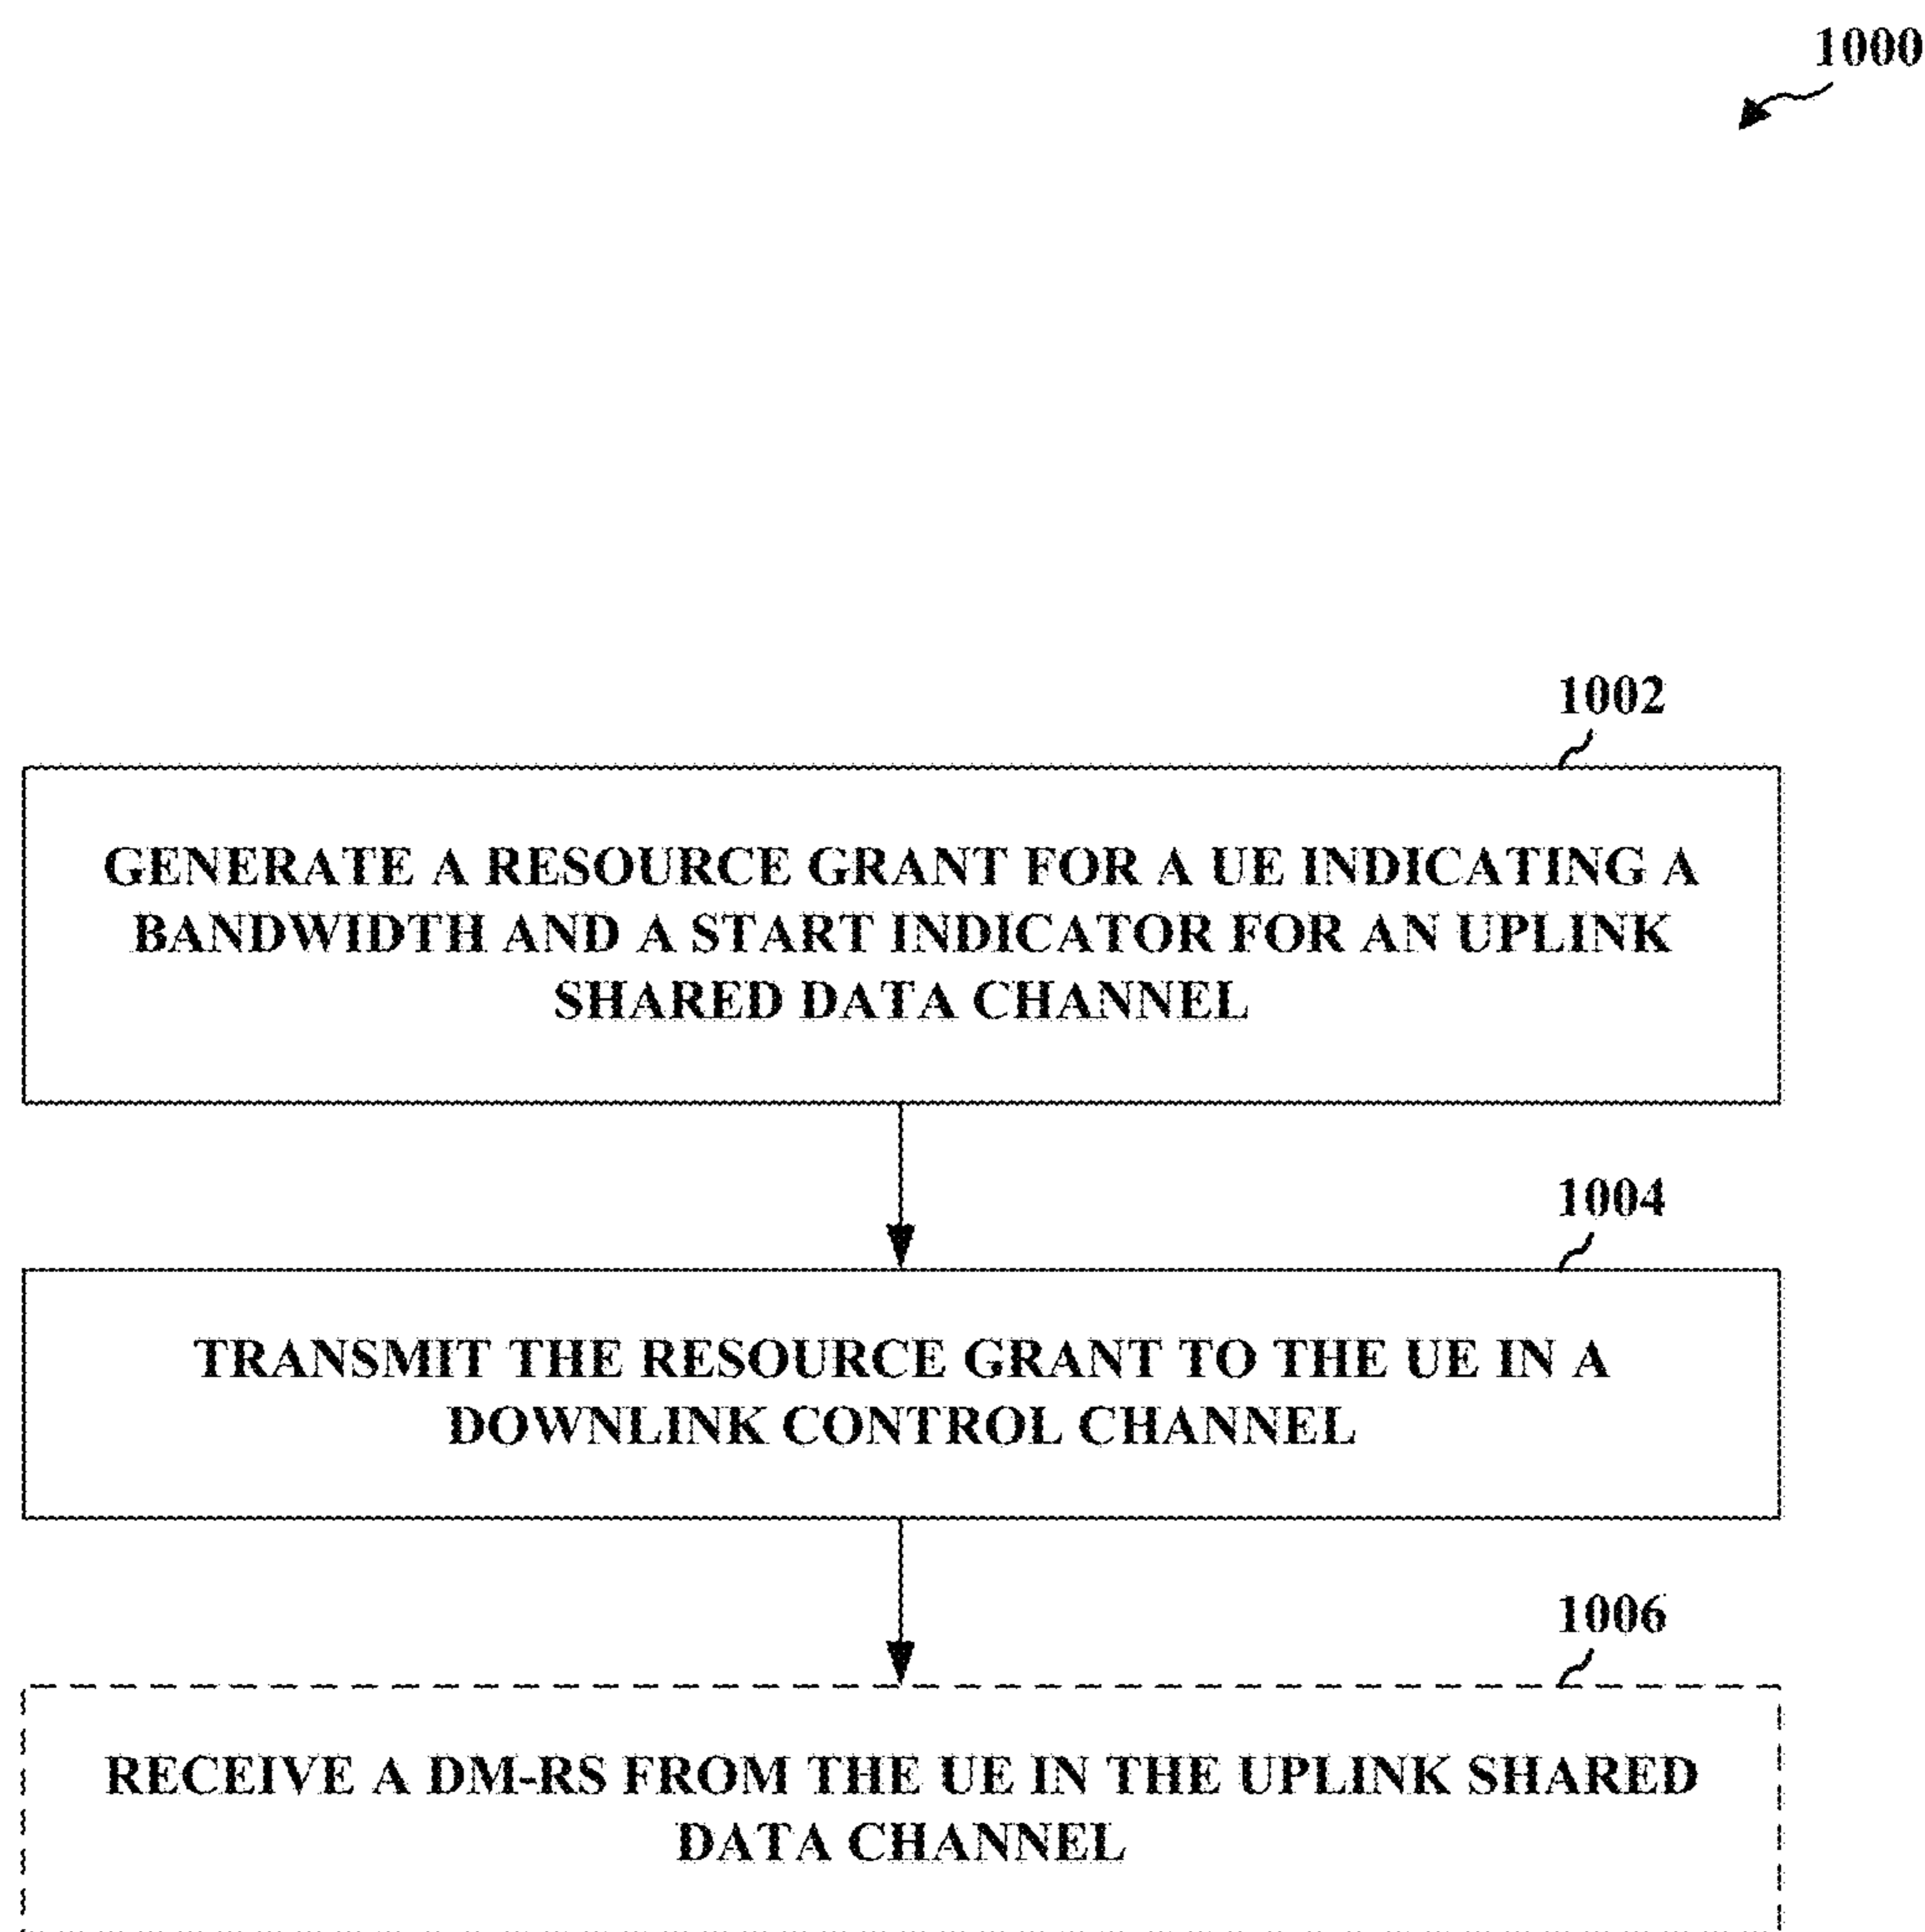 1000
1002
GENERATE A RESOURCE GRANT FOR A UE INDICATING A
BANDWIDTH AND A START INDICATOR FOR AN UPLINK
SHARED DATA CHANNEL
1004
TRANSMIT THE RESOURCE GRANT TO THE UE IN A
DOWNLINK CONTROL CHANNEL
1006
RECEIVE A DM-RS FROM THE UE IN THE UPLINK SHARED
DATA CHANNEL